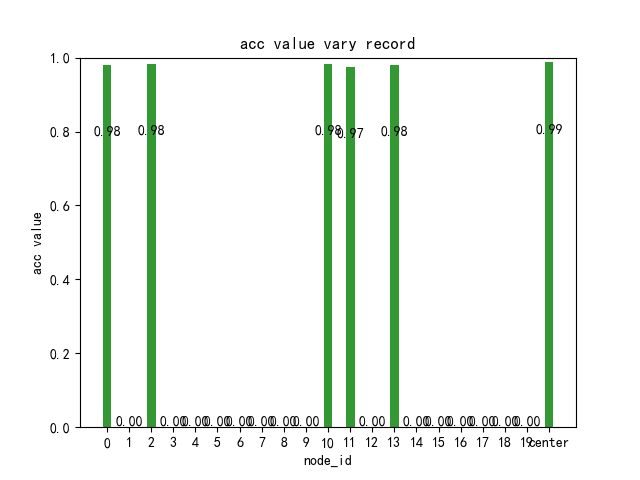 acc value vary record
1.0
0.8
0.6
0.4
0.2
0.0
acc value
0.98 0.98 0.98 0.97 0.98 0.99
0.00 0.00 0.00 0.00 0.00 0.00 0.00 0.00 0.00 0.00 0.00 0.00 0.00 0.00 0.00
0 1 2 3 4 5 6 7 8 9 10 11 12 13 14 15 16 17 18 19 center
node_id